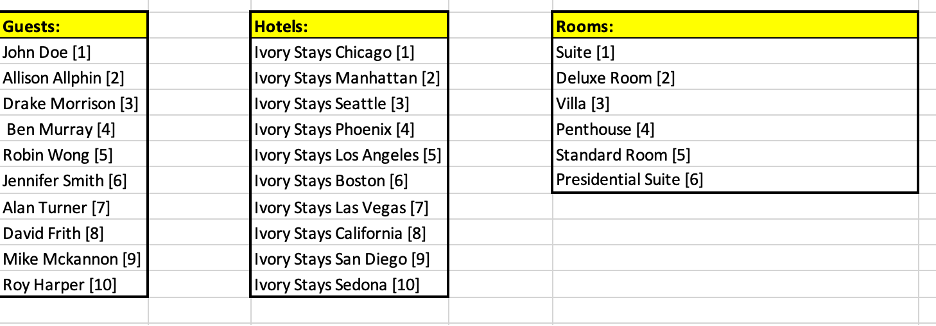 Guests:
John Doe [1]
Allison Allphin [2]
Drake Morrison [3]
Ben Murray [4]
Robin Wong [5]
Jennifer Smith [6]
Alan Turner [7]
David Frith [8]
Mike Mckannon [9]
Roy Harper [10]
Hotels:
Ivory Stays Chicago [1]
Ivory Stays Manhattan [2]
Ivory Stays Seattle [3]
Ivory Stays Phoenix [4]
Ivory Stays Los Angeles [5]
Ivory Stays Boston [6]
Ivory Stays Las Vegas [7]
Ivory Stays California [8]
Ivory Stays San Diego [9]
Ivory Stays Sedona [10]
Rooms:
Suite [1]
Deluxe Room [2]
Villa [3]
Penthouse [4]
Standard Room [5]
Presidential Suite [6]